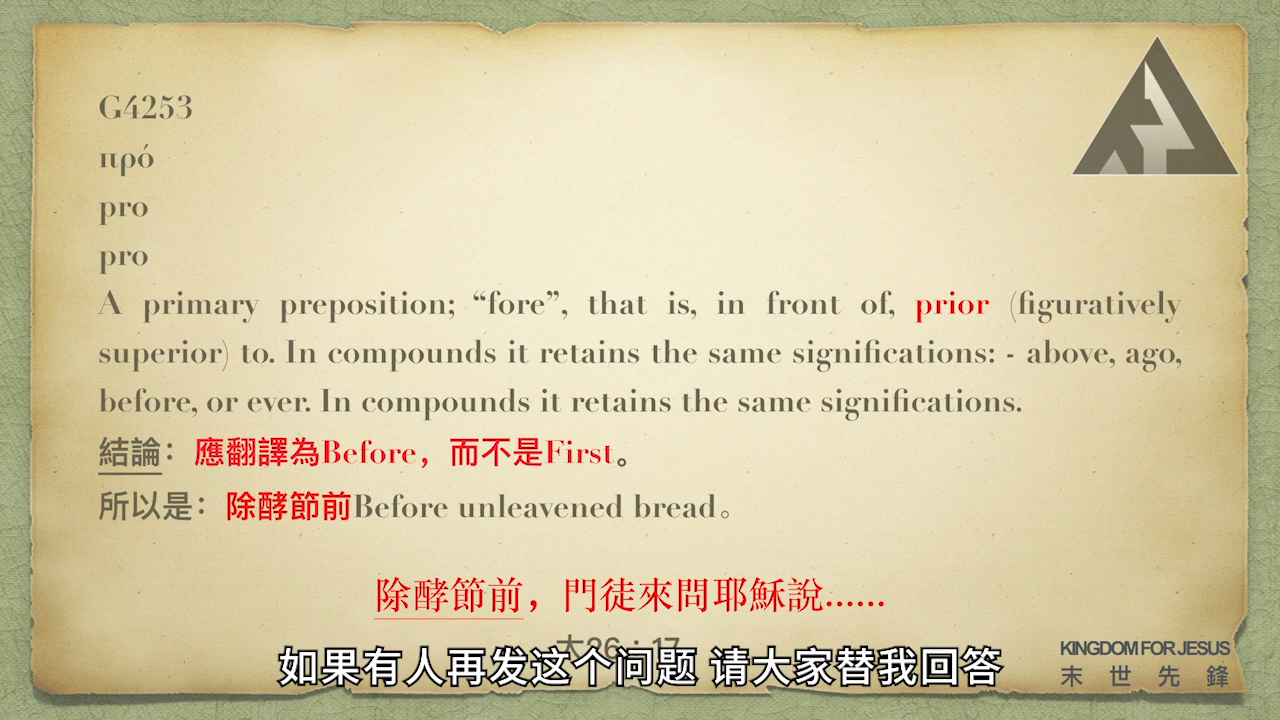 G4253
πρό
pro
pro
A primary preposition; “fore”, that is, in front of, prior (figuratively
superior) to. In compounds it retains the same significations: - above, ago,
before, or ever. In compounds it retains the same significations.
結論：應翻譯為Before，而不是First。
所以是：除酵節前Before unleavened bread。
除酵節前，門徒來問耶穌說......
太26：17
如果有人再发这个问题 请大家替我回答
KINGDOM FOR JESUS
末世先鋒